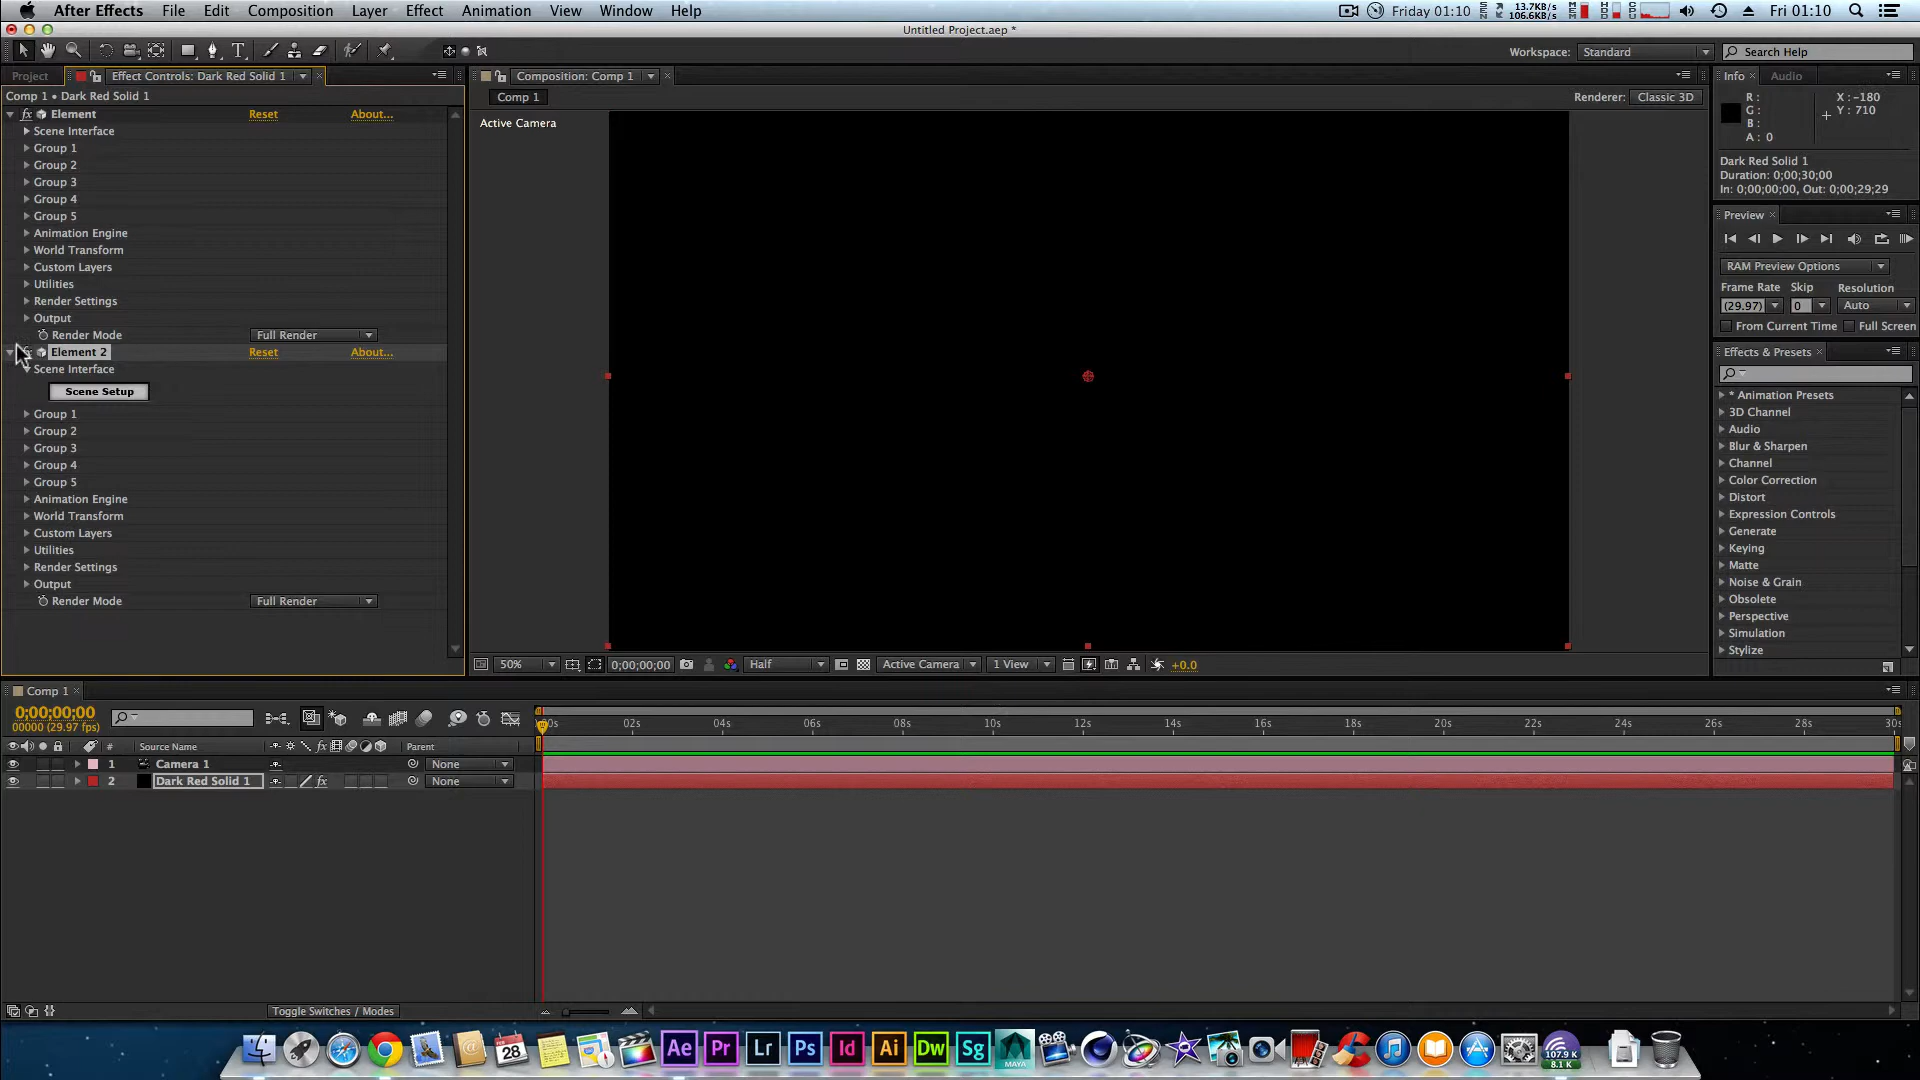 After Effects File Edit Composition Layer Effect Animation View Window Help
Friday 01:10 13.7KB/s 106.6KB/s Fri 01:10
Untitled Project.aep *
Workspace: Standard Search Help
Project Effect Controls: Dark Red Solid 1
Comp 1 • Dark Red Solid 1
Element Reset About...
Scene Interface
Group 1
Group 2
Group 3
Group 4
Group 5
Animation Engine
World Transform
Custom Layers
Utilities
Render Settings
Output
Render Mode Full Render
Element 2 Reset About...
Scene Interface
Scene Setup
Group 1
Group 2
Group 3
Group 4
Group 5
Animation Engine
World Transform
Custom Layers
Utilities
Render Settings
Output
Render Mode Full Render
Composition: Comp 1
Comp 1
Renderer: Classic 3D
Active Camera
50% 0;00;00;00 Half Active Camera 1 View +0.0
Info Audio
R : X : -180
G : Y : 710
B :
A : 0
Dark Red Solid 1
Duration: 0;00;30;00
In: 0;00;00;00, Out: 0;00;29;29
Preview
RAM Preview Options
Frame Rate Skip Resolution
(29.97) 0 Auto
From Current Time Full Screen
Effects & Presets
* Animation Presets
3D Channel
Audio
Blur & Sharpen
Channel
Color Correction
Distort
Expression Controls
Generate
Keying
Matte
Noise & Grain
Obsolete
Perspective
Simulation
Stylize
Comp 1
0;00;00;00
00000 (29.97 fps)
00s 02s 04s 06s 08s 10s 12s 14s 16s 18s 20s 22s 24s 26s 28s 30s
# Source Name Parent
1 Camera 1 None
2 Dark Red Solid 1 None
Toggle Switches / Modes
28 Ae Pr Lr Ps Id Ai Dw Sg MAYA 107.9 K
8.1 K